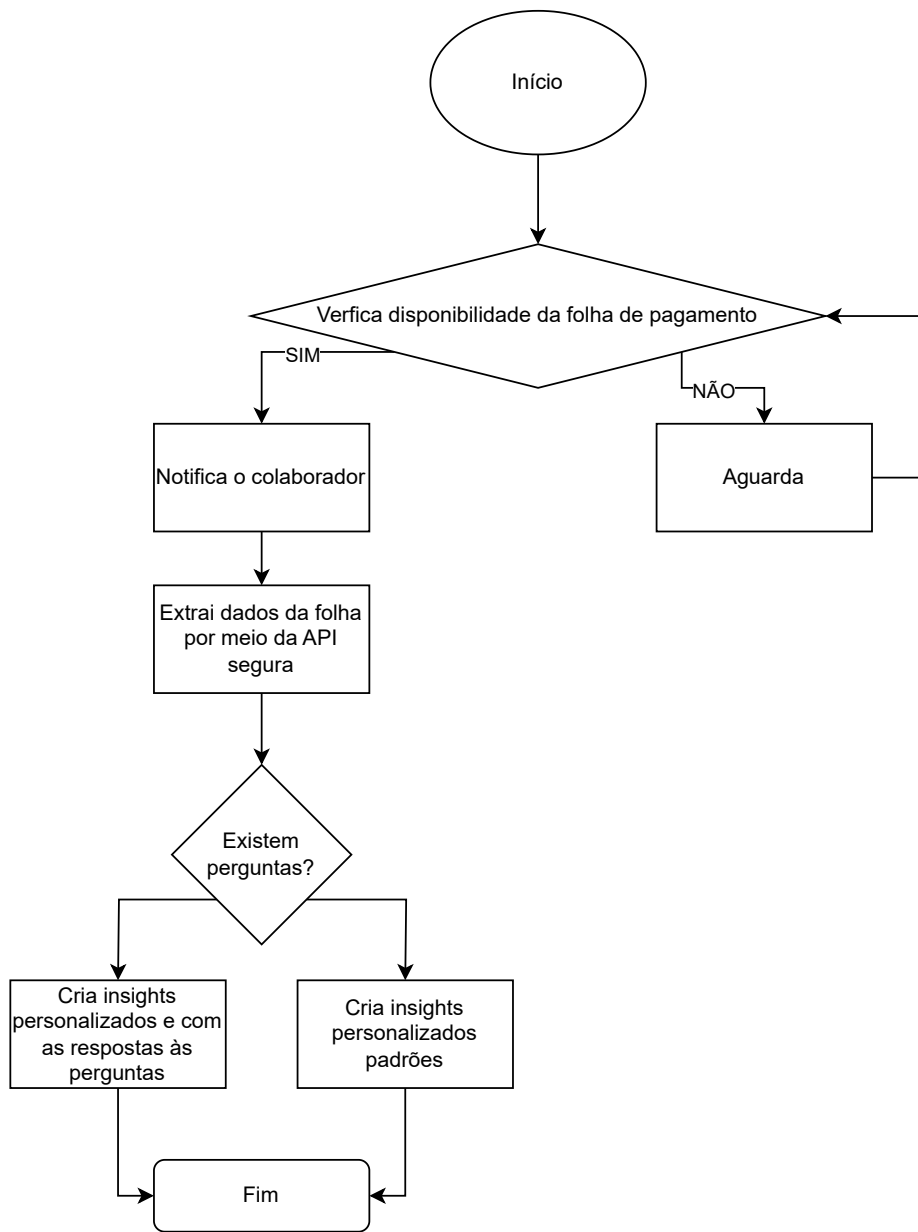 Início
Verfica disponibilidade da folha de pagamento
SIM
NÃO
Notifica o colaborador
Aguarda
Extrai dados da folha
por meio da API
segura
Existem
perguntas?
Cria insights
personalizados e com
as respostas às
perguntas
Cria insights
personalizados
padrões
Fim